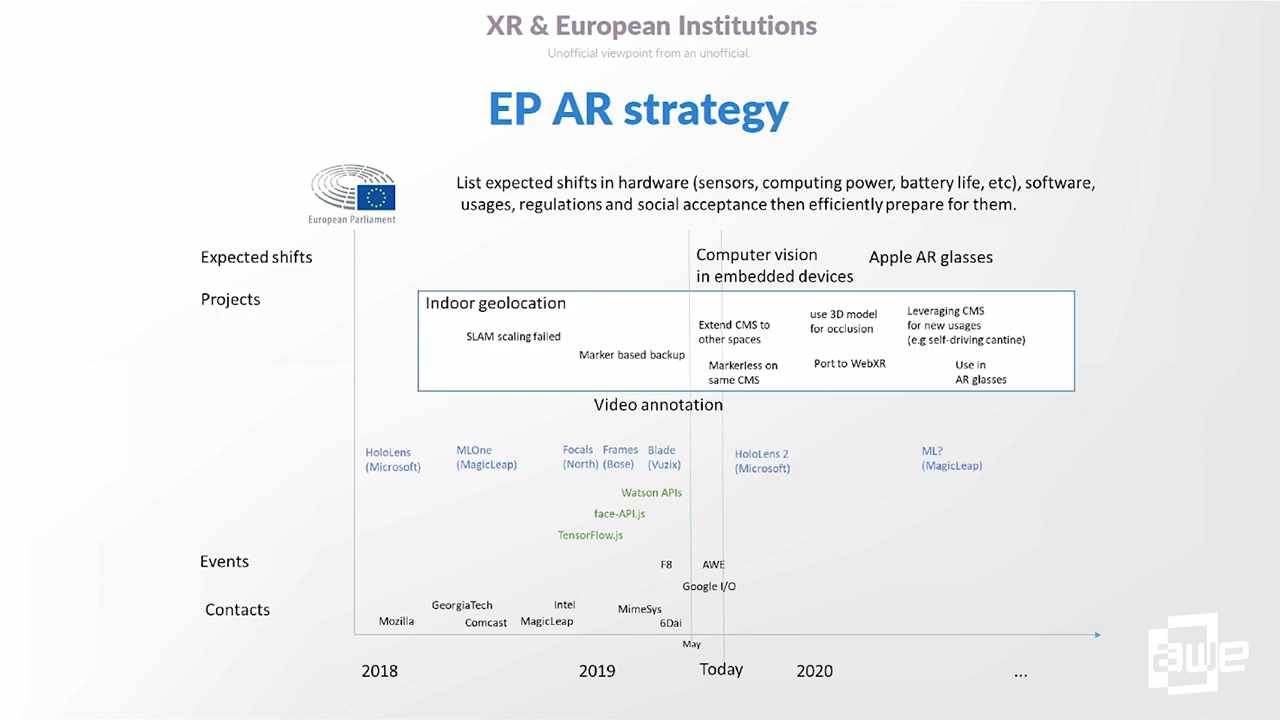 XR & European Institutions
Unofficial viewpoint from an unofficial.
EP AR strategy
European Parliament
List expected shifts in hardware (sensors, computing power, battery life, etc), software,
usages, regulations and social acceptance then efficiently prepare for them.
Expected shifts
Computer vision
in embedded devices
Apple AR glasses
Projects
Indoor geolocation
SLAM scaling failed
Marker based backup
Extend CMS to
other spaces
Markerless on
same CMS
use 3D model
for occlusion
Port to WebXR
Leveraging CMS
for new usages
(e.g self-driving cantine)
Use in
AR glasses
Video annotation
HoloLens
(Microsoft)
MLOne
(MagicLeap)
Focals
(North)
Frames
(Bose)
Blade
(Vuzix)
HoloLens 2
(Microsoft)
ML?
(MagicLeap)
Watson APIs
face-API.js
TensorFlow.js
Events
F8
AWE
Google I/O
Contacts
Mozilla
GeorgiaTech
Comcast
Intel
MagicLeap
MimeSys
6Dai
May
2018
2019
Today
2020
...
awe